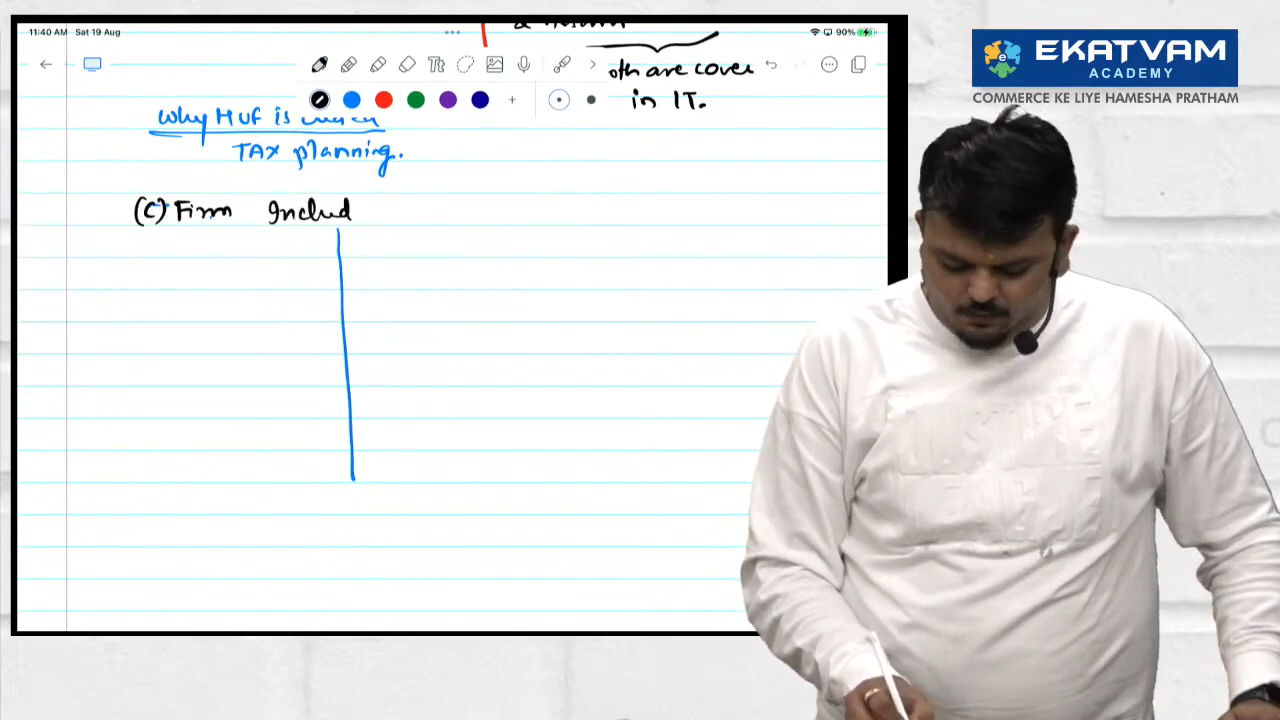 11:40 AM Sat 19 Aug
90%
oth are cover
in IT.
Why HUF is
TAX planning.
(C) Firm Includ
EKATVAM
ACADEMY
COMMERCE KE LIYE HAMESHA PRATHAM